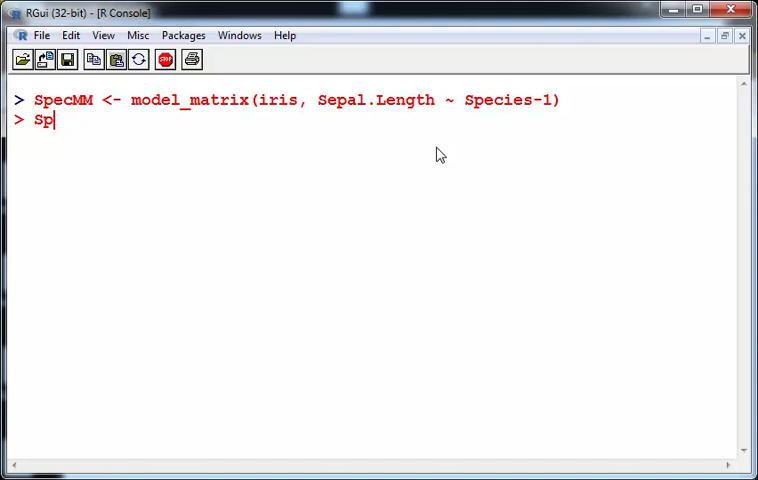 RGui (32-bit) - [R Console]
File Edit View Misc Packages Windows Help
STOP
> SpecMM <- model_matrix(iris, Sepal.Length ~ Species-1)
> Sp